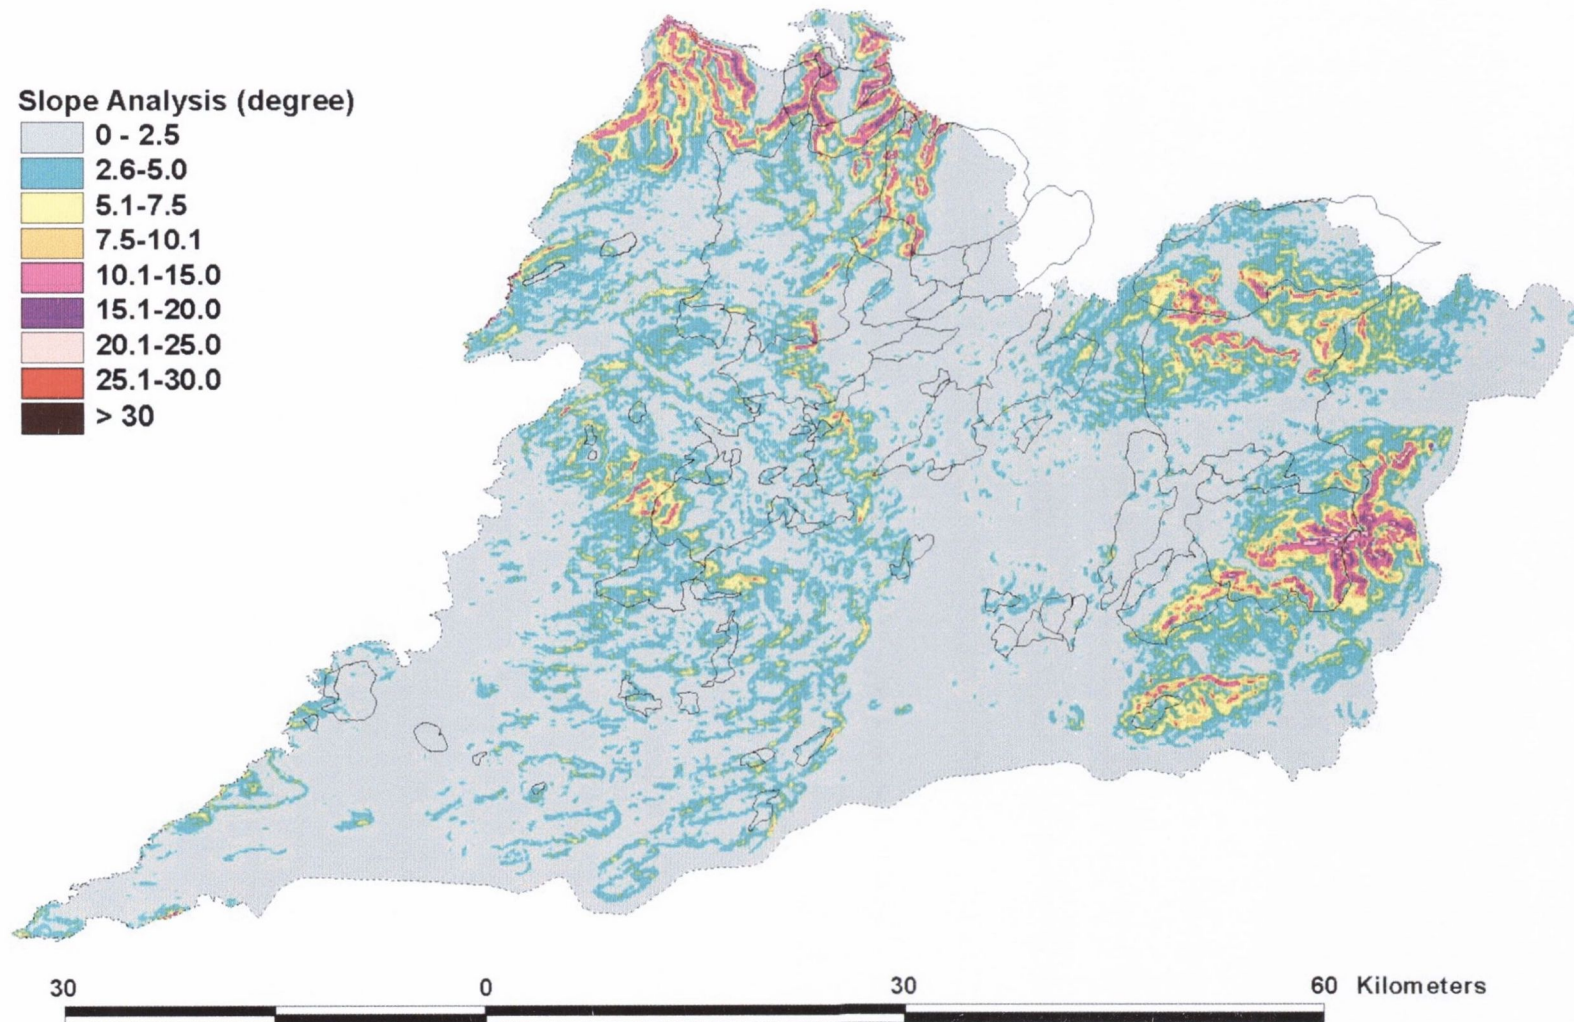 Slope Analysis (degree)
0 - 2.5
2.6-5.0
5.1-7.5
7.5-10.1
10.1-15.0
15.1-20.0
20.1-25.0
25.1-30.0
> 30
30 0 30 60 Kilometers